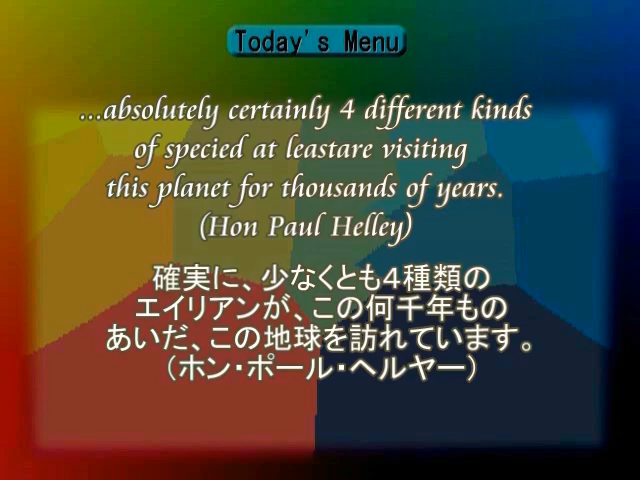 Today's Menu
...absolutely certainly 4 different kinds
of specied at leastare visiting
this planet for thousands of years.
(Hon Paul Helley)
確実に、少なくとも４種類の
エイリアンが、この何千年もの
あいだ、この地球を訪れています。
（ホン・ポール・ヘルヤー）